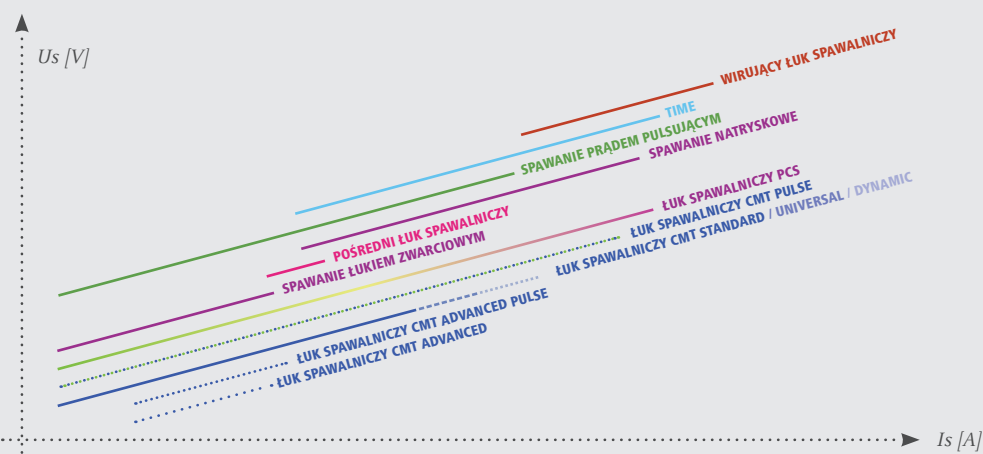 Us [V]
WIRUJĄCY ŁUK SPAWALNICZY
TIME
SPAWANIE PRĄDEM PULSUJĄCYM
SPAWANIE NATRYSKOWE
ŁUK SPAWALNICZY PCS
POŚREDNI ŁUK SPAWALNICZY
ŁUK SPAWALNICZY CMT PULSE
SPAWANIE ŁUKIEM ZWARCIOWYM
ŁUK SPAWALNICZY CMT STANDARD / UNIVERSAL / DYNAMIC
ŁUK SPAWALNICZY CMT ADVANCED PULSE
ŁUK SPAWALNICZY CMT ADVANCED
Is [A]